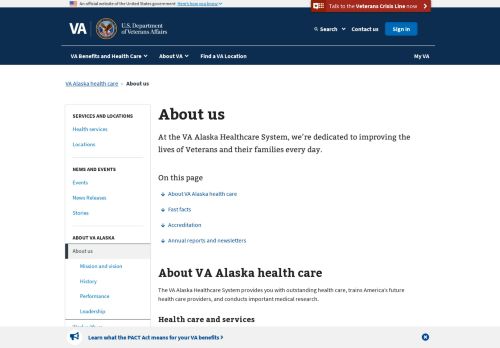 An official website of the United States government Here's how you know
Talk to the Veterans Crisis Line now
VA
U.S. Department
of Veterans Affairs
Search
Contact us
Sign in
VA Benefits and Health Care
About VA
Find a VA Location
My VA
VA Alaska health care
About us
SERVICES AND LOCATIONS
Health services
Locations
NEWS AND EVENTS
Events
News Releases
Stories
ABOUT VA ALASKA
About us
Mission and vision
History
Performance
Leadership
About us
At the VA Alaska Healthcare System, we're dedicated to improving the
lives of Veterans and their families every day.
On this page
About VA Alaska health care
Fast facts
Accreditation
Annual reports and newsletters
About VA Alaska health care
The VA Alaska Healthcare System provides you with outstanding health care, trains America's future
health care providers, and conducts important medical research.
Health care and services
Learn what the PACT Act means for your VA benefits